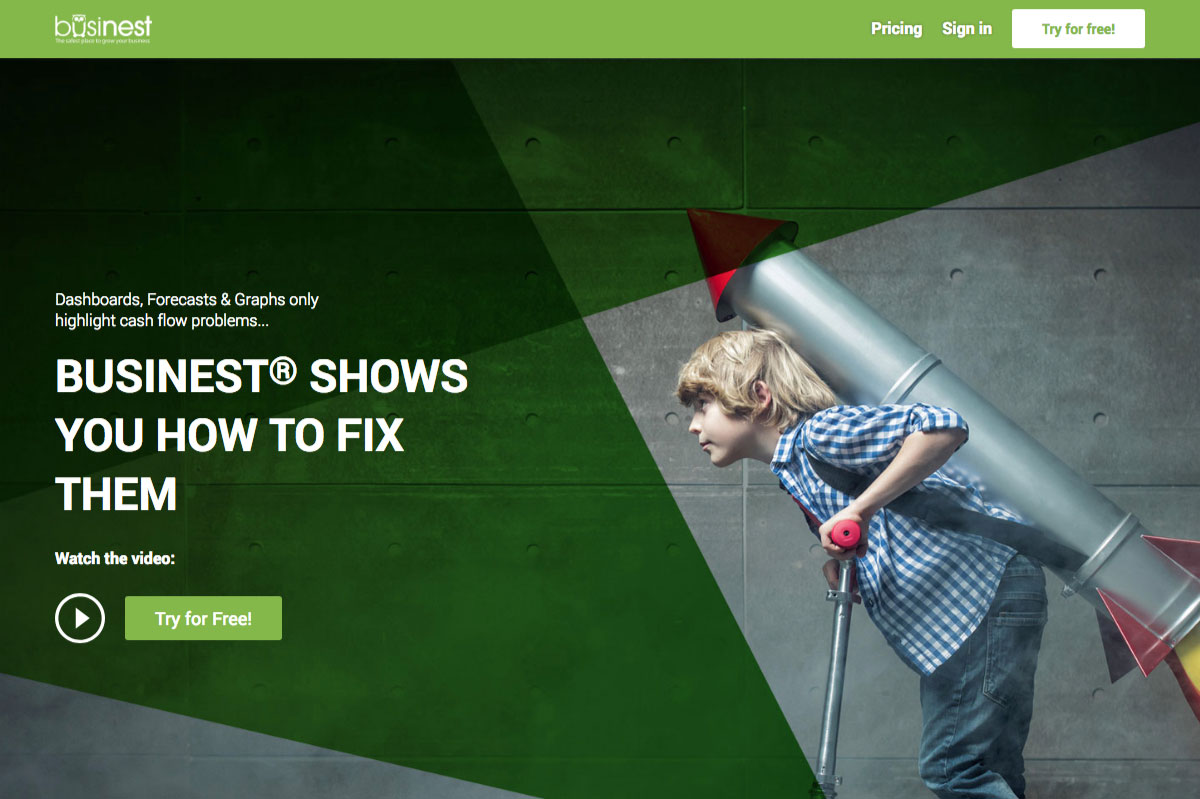 businest
The safest place to grow your business
Pricing Sign in Try for free!
Dashboards, Forecasts & Graphs only
highlight cash flow problems...
BUSINEST® SHOWS
YOU HOW TO FIX
THEM
Watch the video:
Try for Free!